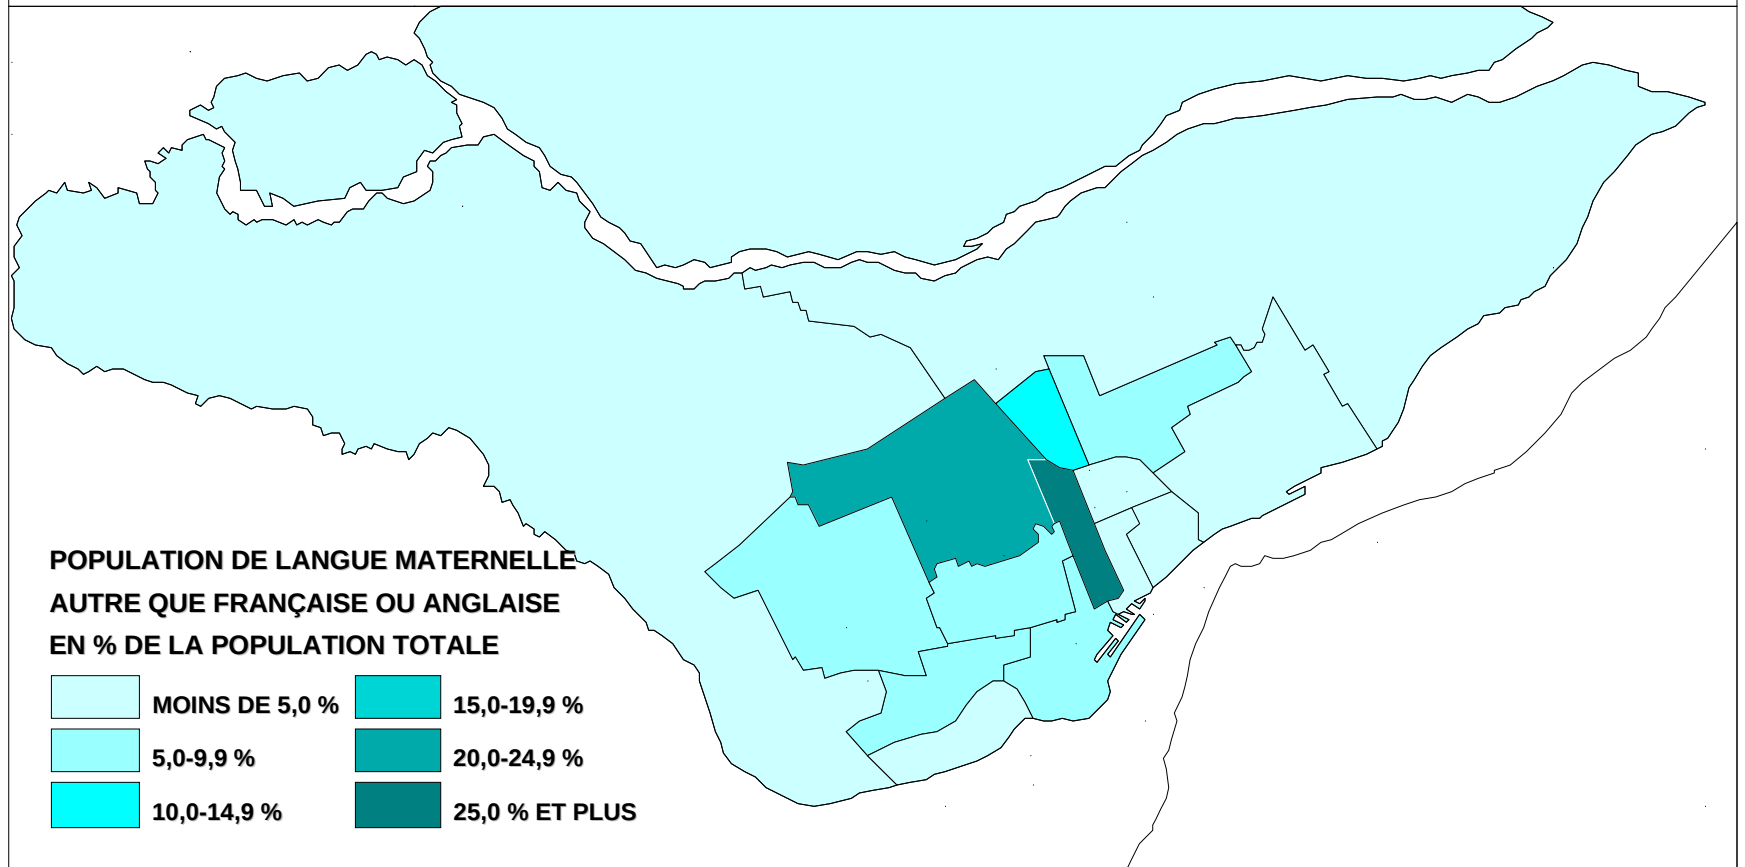 POPULATION DE LANGUE MATERNELLE
AUTRE QUE FRANÇAISE OU ANGLAISE
EN % DE LA POPULATION TOTALE
MOINS DE 5,0 %
15,0-19,9 %
5,0-9,9 %
20,0-24,9 %
10,0-14,9 %
25,0 % ET PLUS